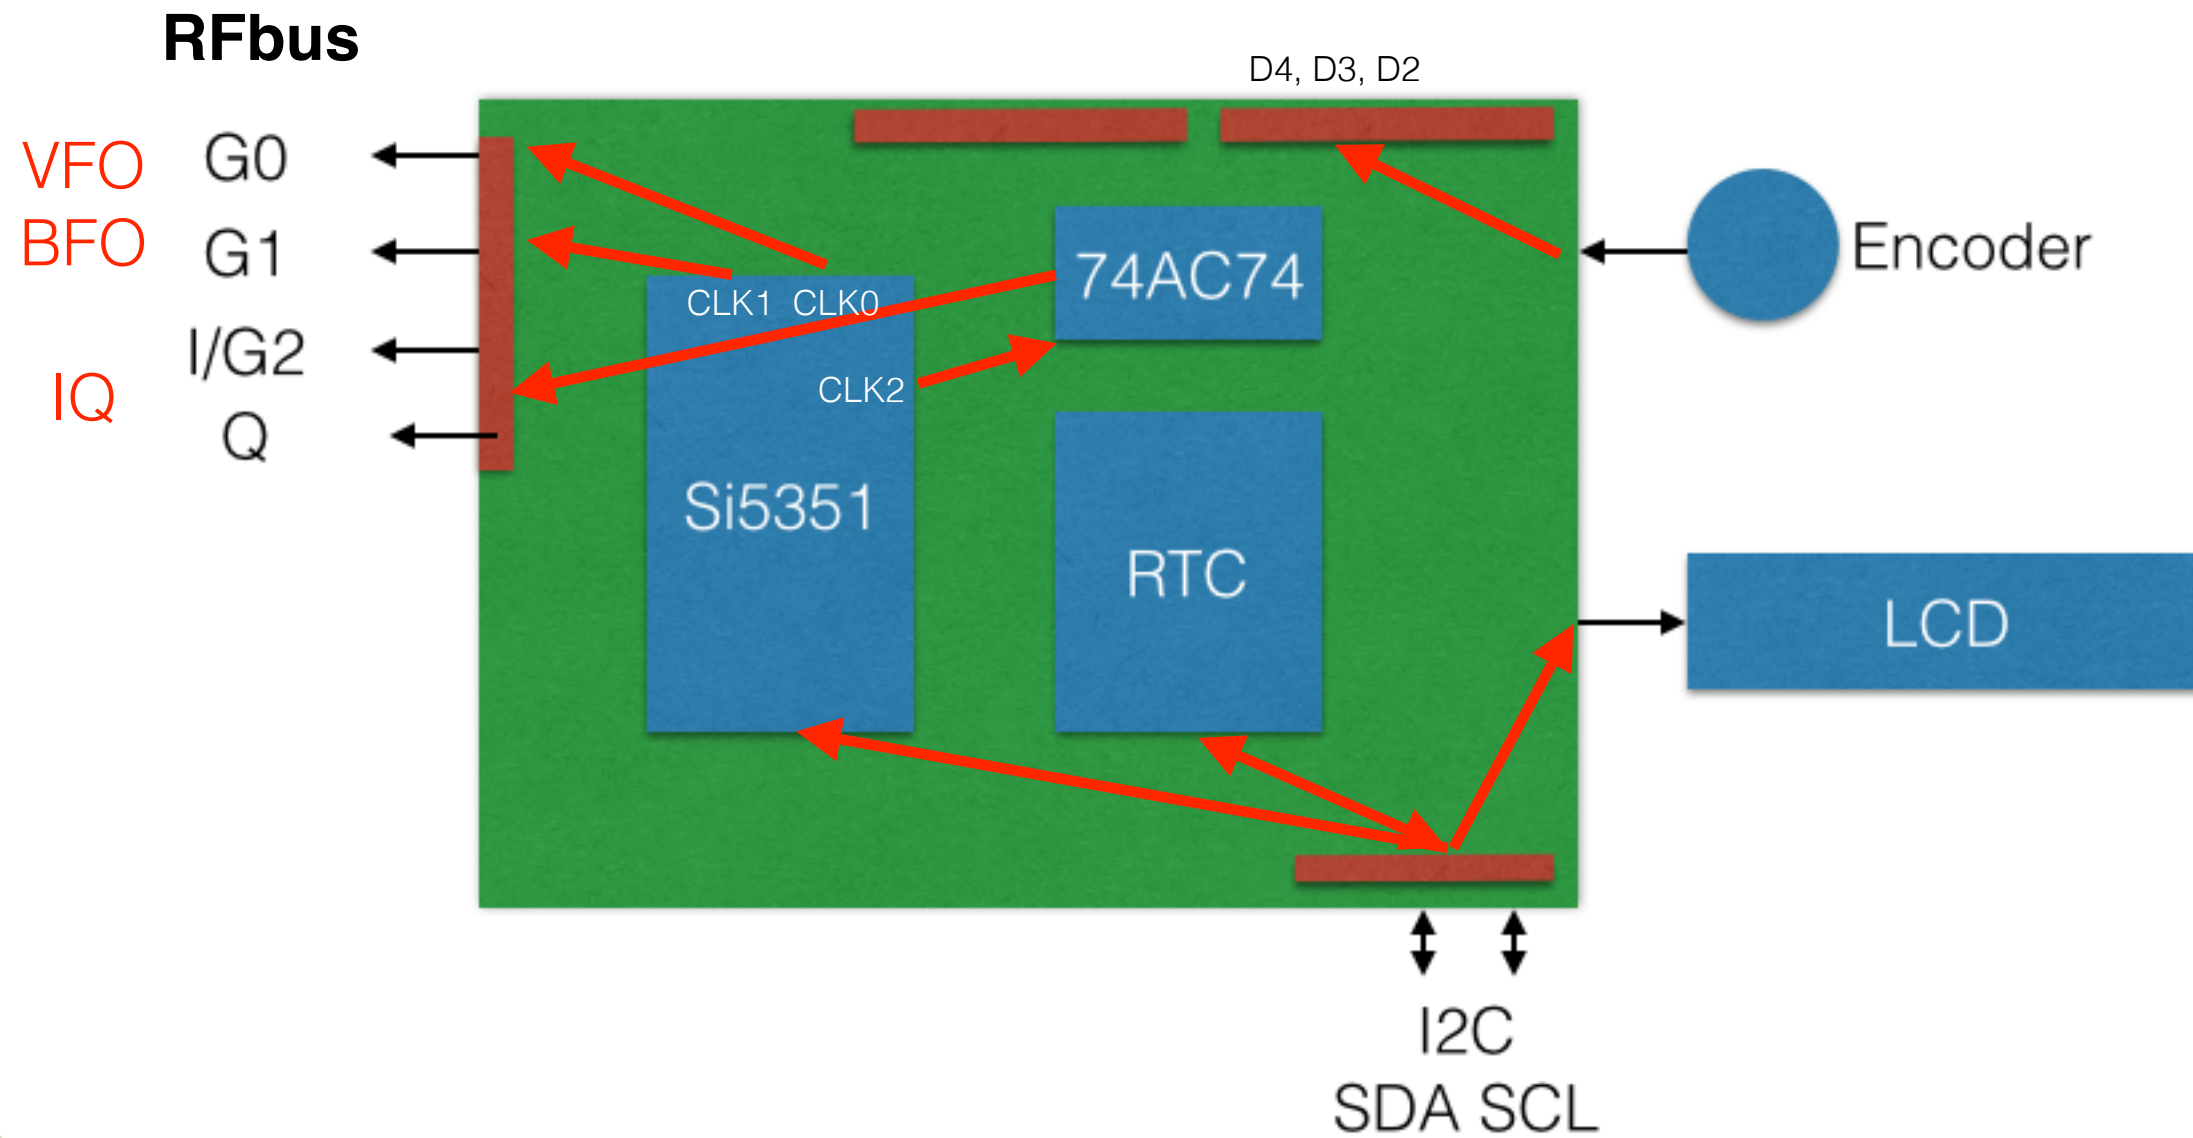 RFbus
D4, D3, D2
VFO
G0
BFO
G1
I/G2
IQ
Q
CLK1 CLK0
CLK2
Si5351
74AC74
RTC
Encoder
LCD
I2C
SDA SCL